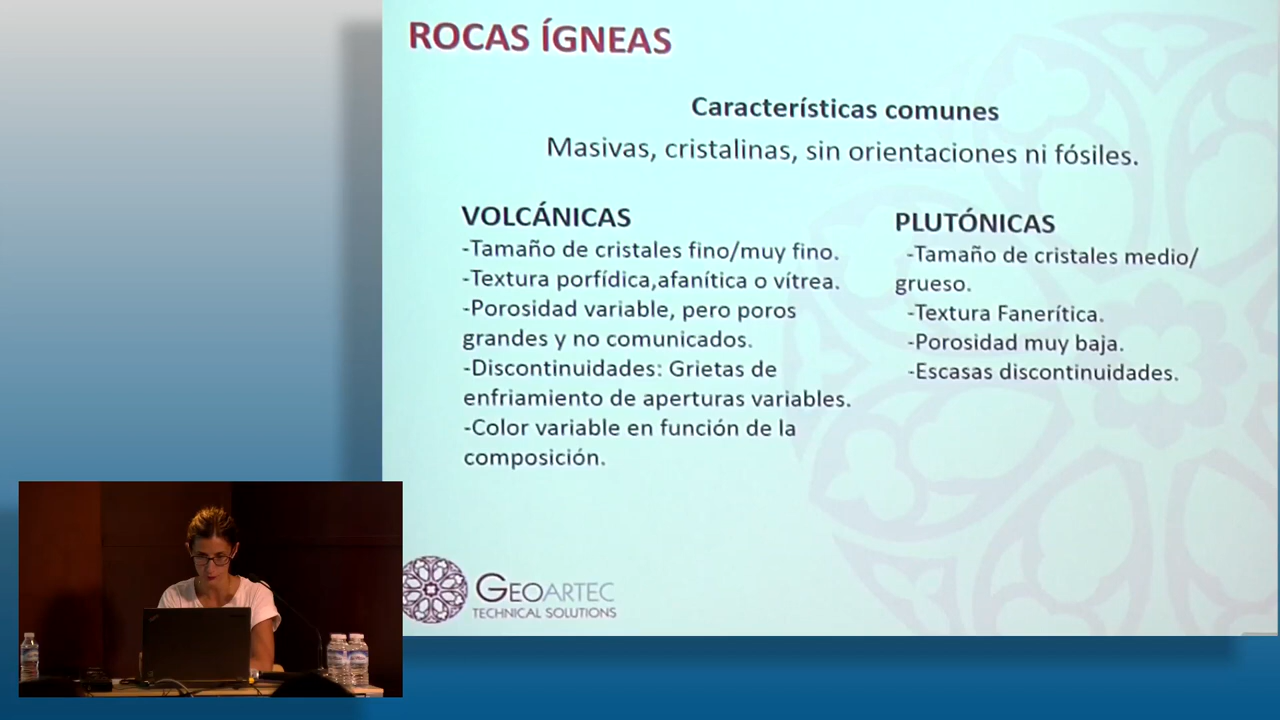 ROCAS ÍGNEAS
Características comunes
Masivas, cristalinas, sin orientaciones ni fósiles.
VOLCÁNICAS
-Tamaño de cristales fino/muy fino.
-Textura porfídica,afanítica o vítrea.
-Porosidad variable, pero poros
grandes y no comunicados.
-Discontinuidades: Grietas de
enfriamiento de aperturas variables.
-Color variable en función de la
composición.
PLUTÓNICAS
-Tamaño de cristales medio/
grueso.
-Textura Fanerítica.
-Porosidad muy baja.
-Escasas discontinuidades.
GEOARTEC
TECHNICAL SOLUTIONS